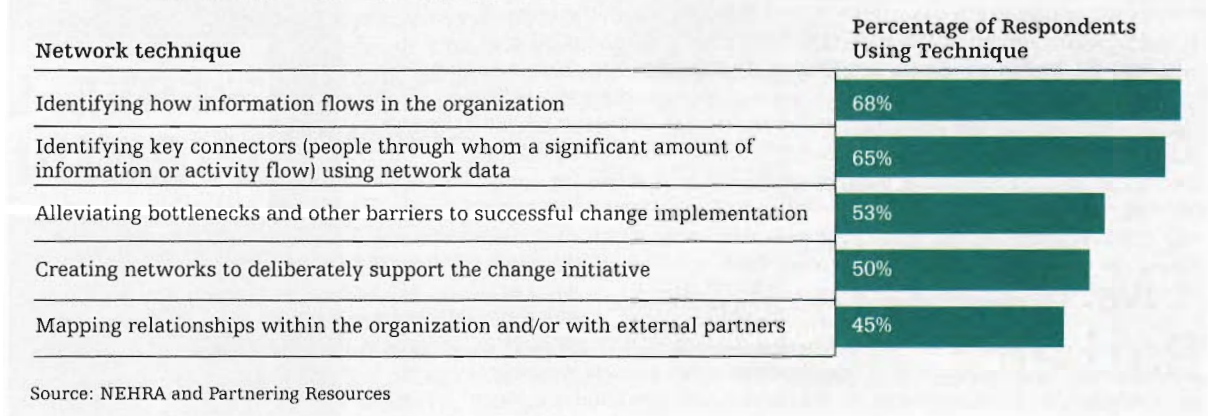 Percentage of Respondents
Network technique
Using Technique
Identifying how information flows in the organization
68%
Identifying key connectors (people through whom a significant amount of
information or activity flow) using network data
65%
Alleviating bottlenecks and other barriers to successful change implementation
53%
Creating networks to deliberately support the change initiative
50%
Mapping relationships within the organization and/or with external partners
45%
Source: NEHRA and Partnering Resources